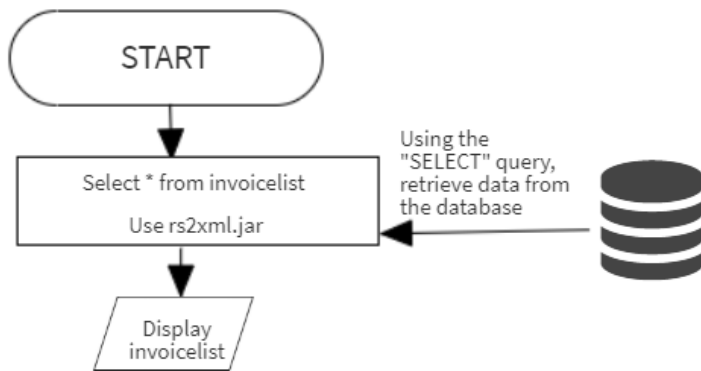 START
Select * from invoicelist
Use rs2xml.jar
Using the
"SELECT" query,
retrieve data from
the database
Display
invoicelist